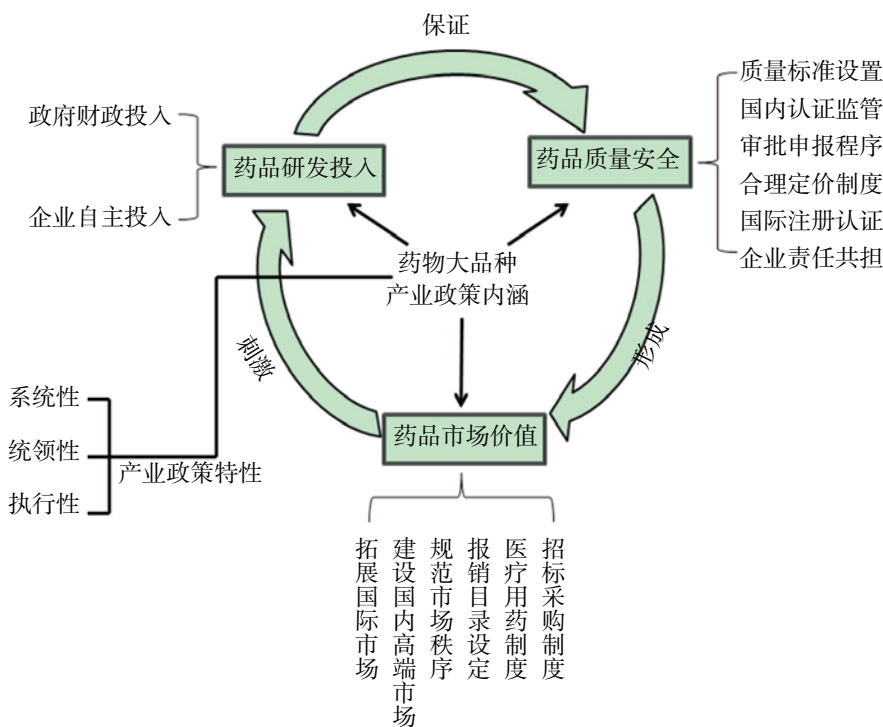 保证
政府财政投入
企业自主投入
药品研发投入
药品质量安全
质量标准设置
国内认证监管
审批申报程序
合理定价制度
国际注册认证
企业责任共担
药物大品种
产业政策内涵
刺激
形成
系统性
统领性
执行性
产业政策特性
药品市场价值
拓展国际市场
建设国内高端市场
规范市场秩序
报销目录设定
医疗用药制度
招标采购制度